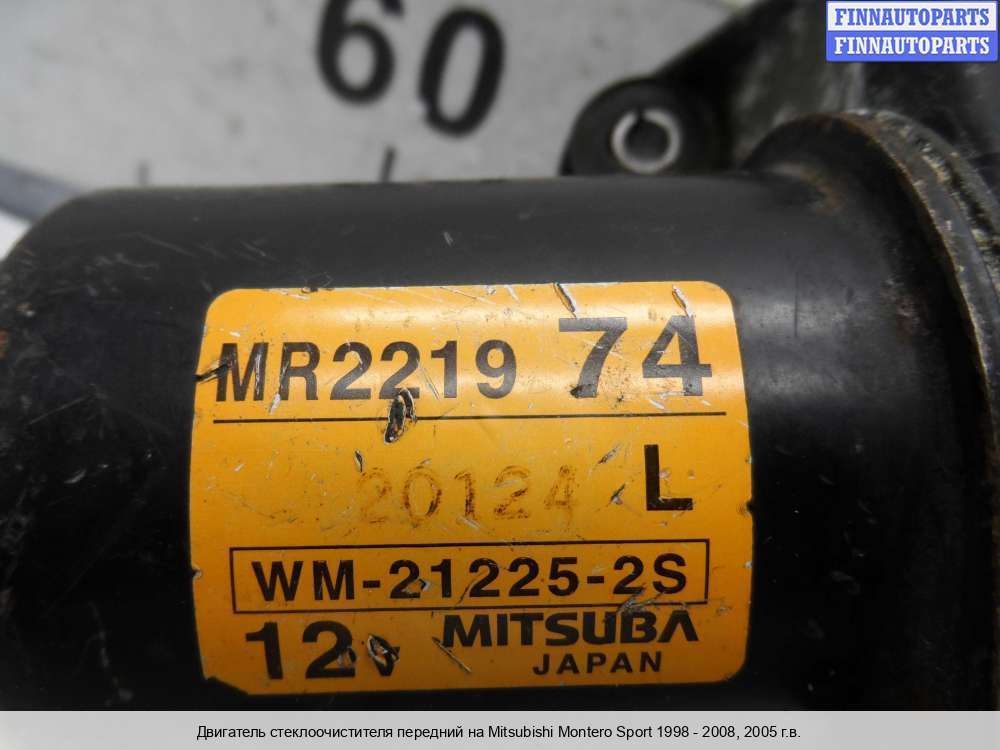 FINNAUTOPARTS
FINNAUTOPARTS
60
MR2219 74
20124 L
WM-21225-2S
12V MITSUBA
JAPAN
Двигатель стеклоочистителя передний на Mitsubishi Montero Sport 1998 - 2008, 2005 г.в.